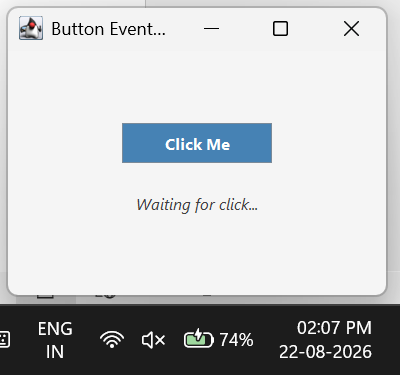 Button Event...
Click Me
Waiting for click...
ENG
IN
74%
02:07 PM
22-08-2026